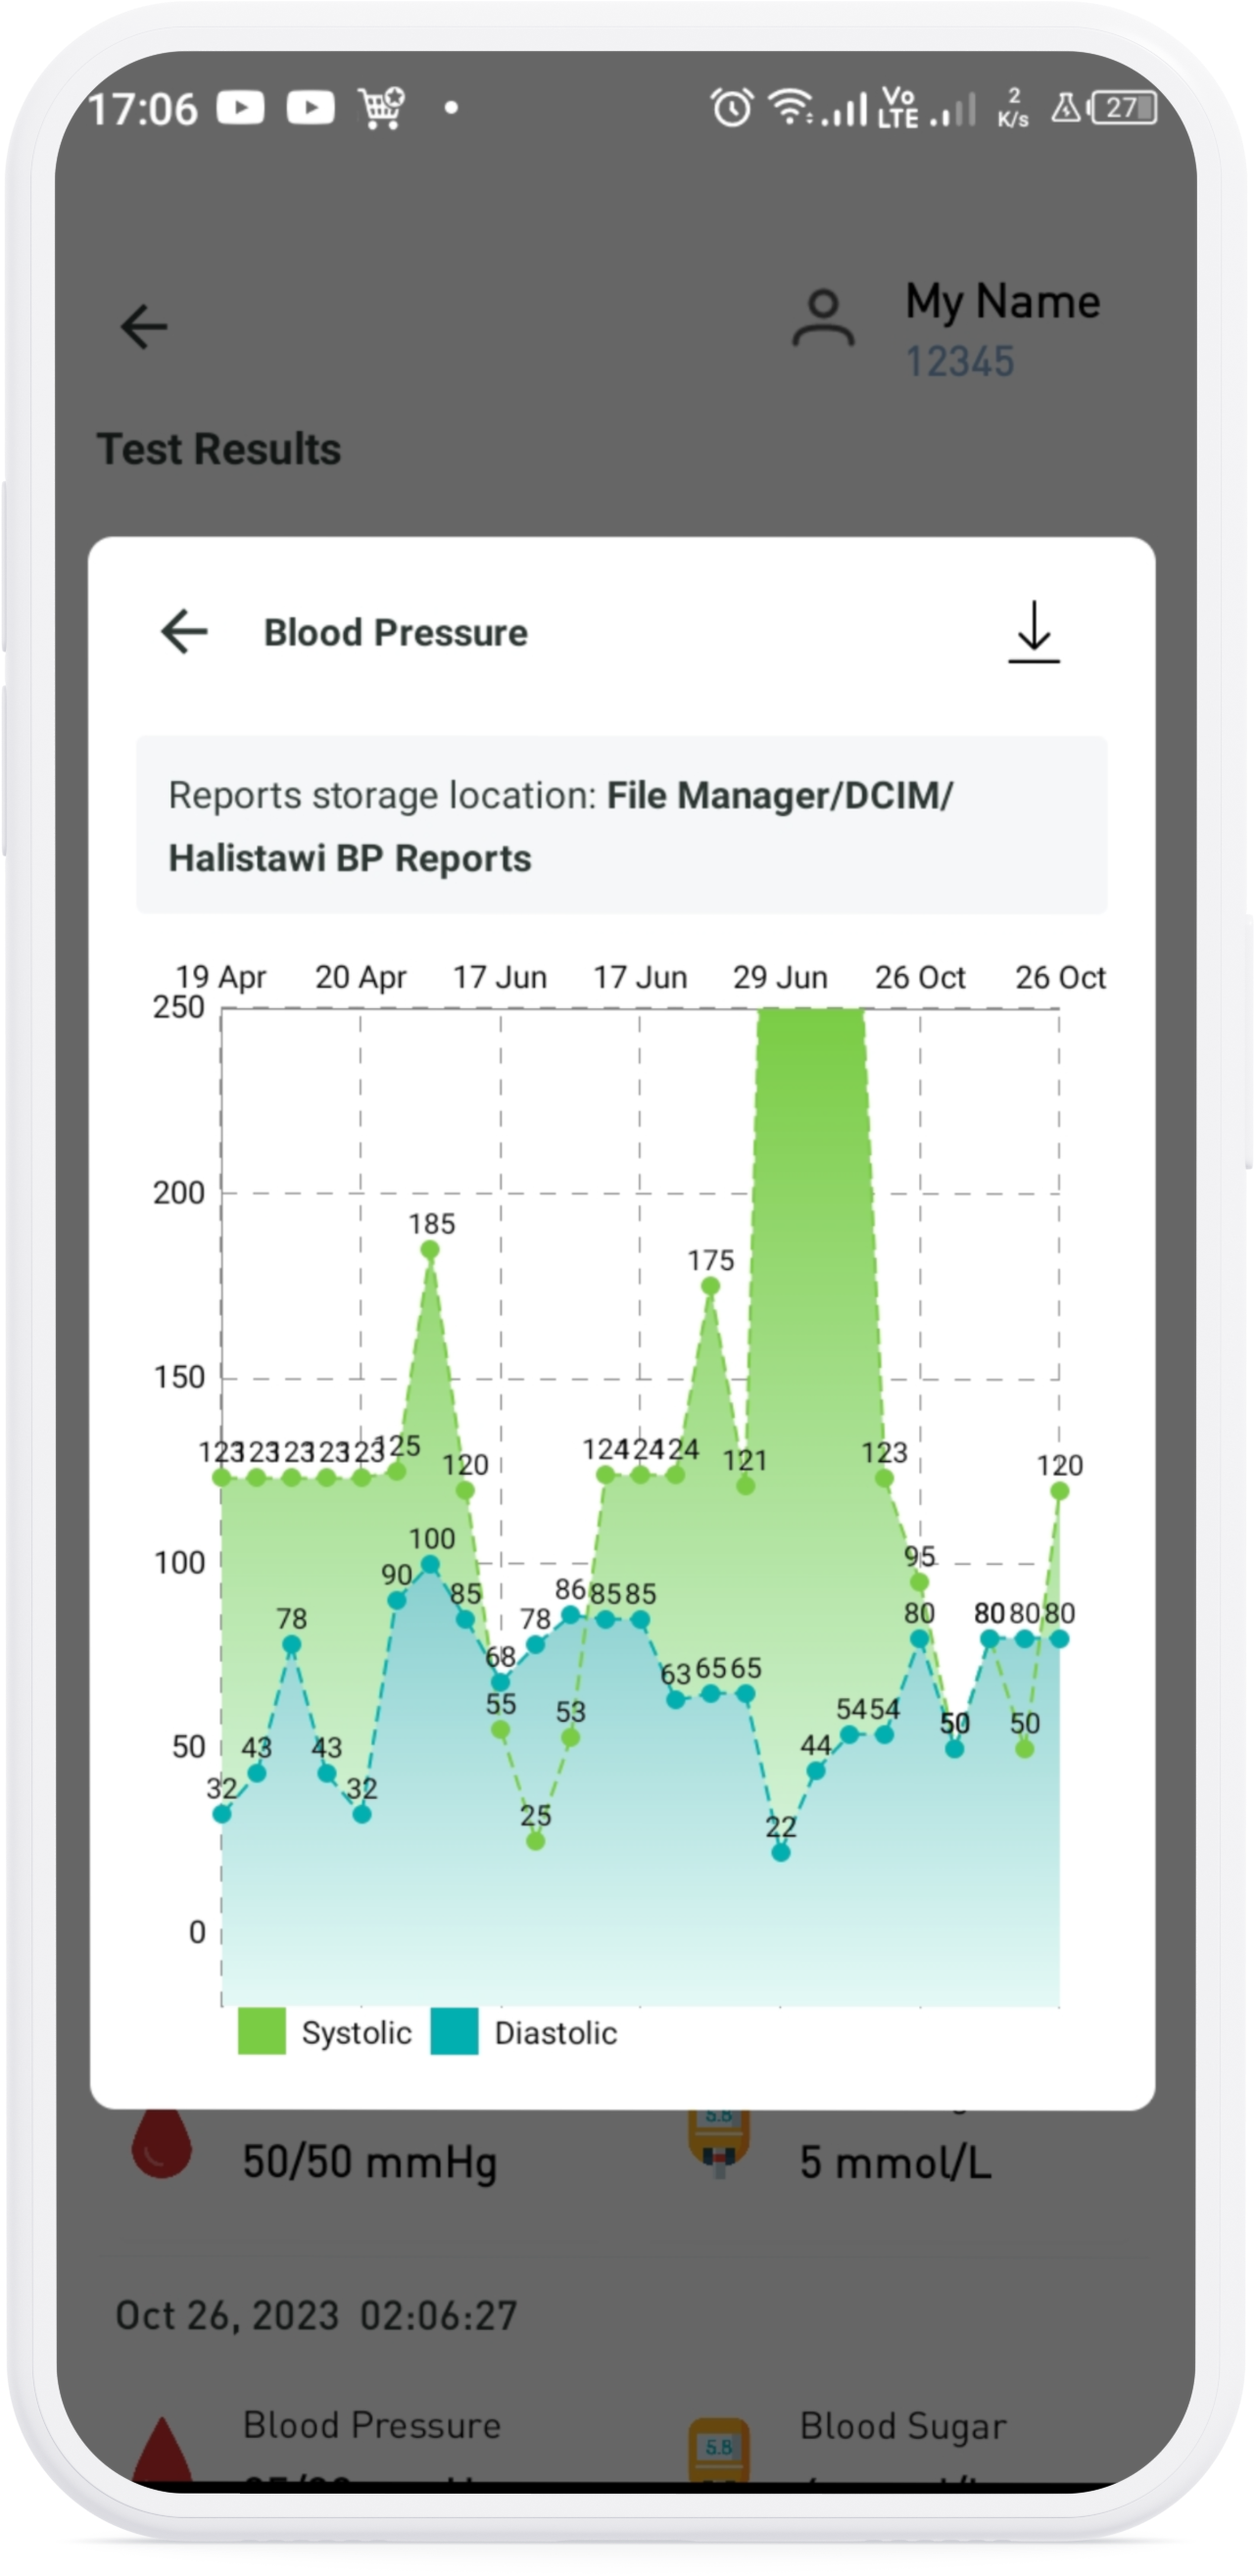 17:06
Vo
LTE
2
K/s
27
My Name
12345
Test Results
Blood Pressure
Reports storage location: File Manager/DCIM/
Halistawi BP Reports
19 Apr 20 Apr 17 Jun 17 Jun 29 Jun 26 Oct 26 Oct
250
200
185
175
150
123 123 123 123 123 125 120 124 124 124 121 123 120
100
100
95
90 85 78 86 85 85
78 68 63 65 65 80 80 80 80
55 53 54 54 50 50 50
50
43 43 44
32 32
25 22
0
Systolic Diastolic
5.8
50/50 mmHg 5 mmol/L
Oct 26, 2023 02:06:27
Blood Pressure Blood Sugar
5.8